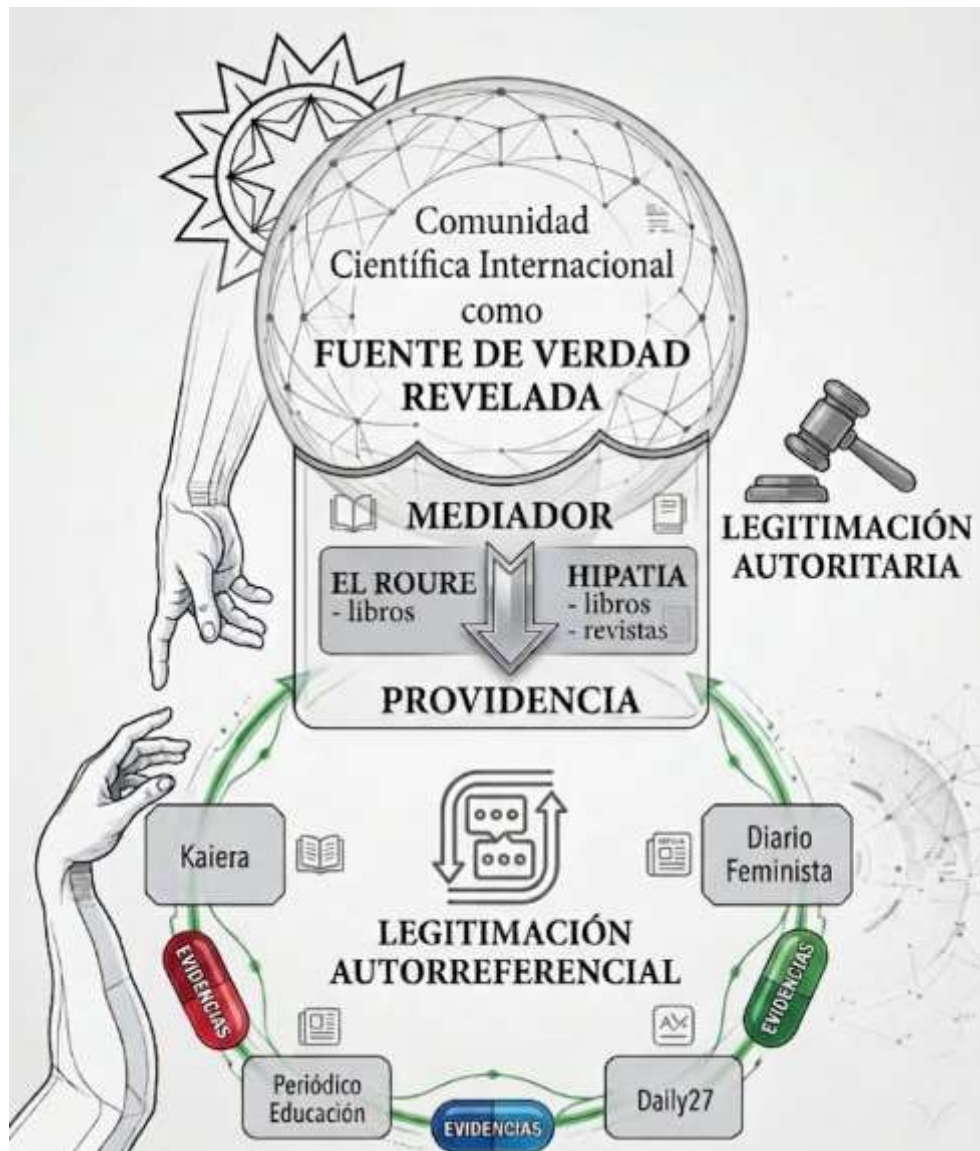 Comunidad
Científica Internacional
como
FUENTE DE VERDAD
REVELADA
MEDIADOR
LEGITIMACIÓN
AUTORITARIA
EL ROURE
- libros
HIPATIA
- libros
- revistas
PROVIDENCIA
Kaiera
Diario
Feminista
LEGITIMACIÓN
AUTORREFERENCIAL
EVIDENCIAS
EVIDENCIAS
Periódico
Educación
Daily27
EVIDENCIAS